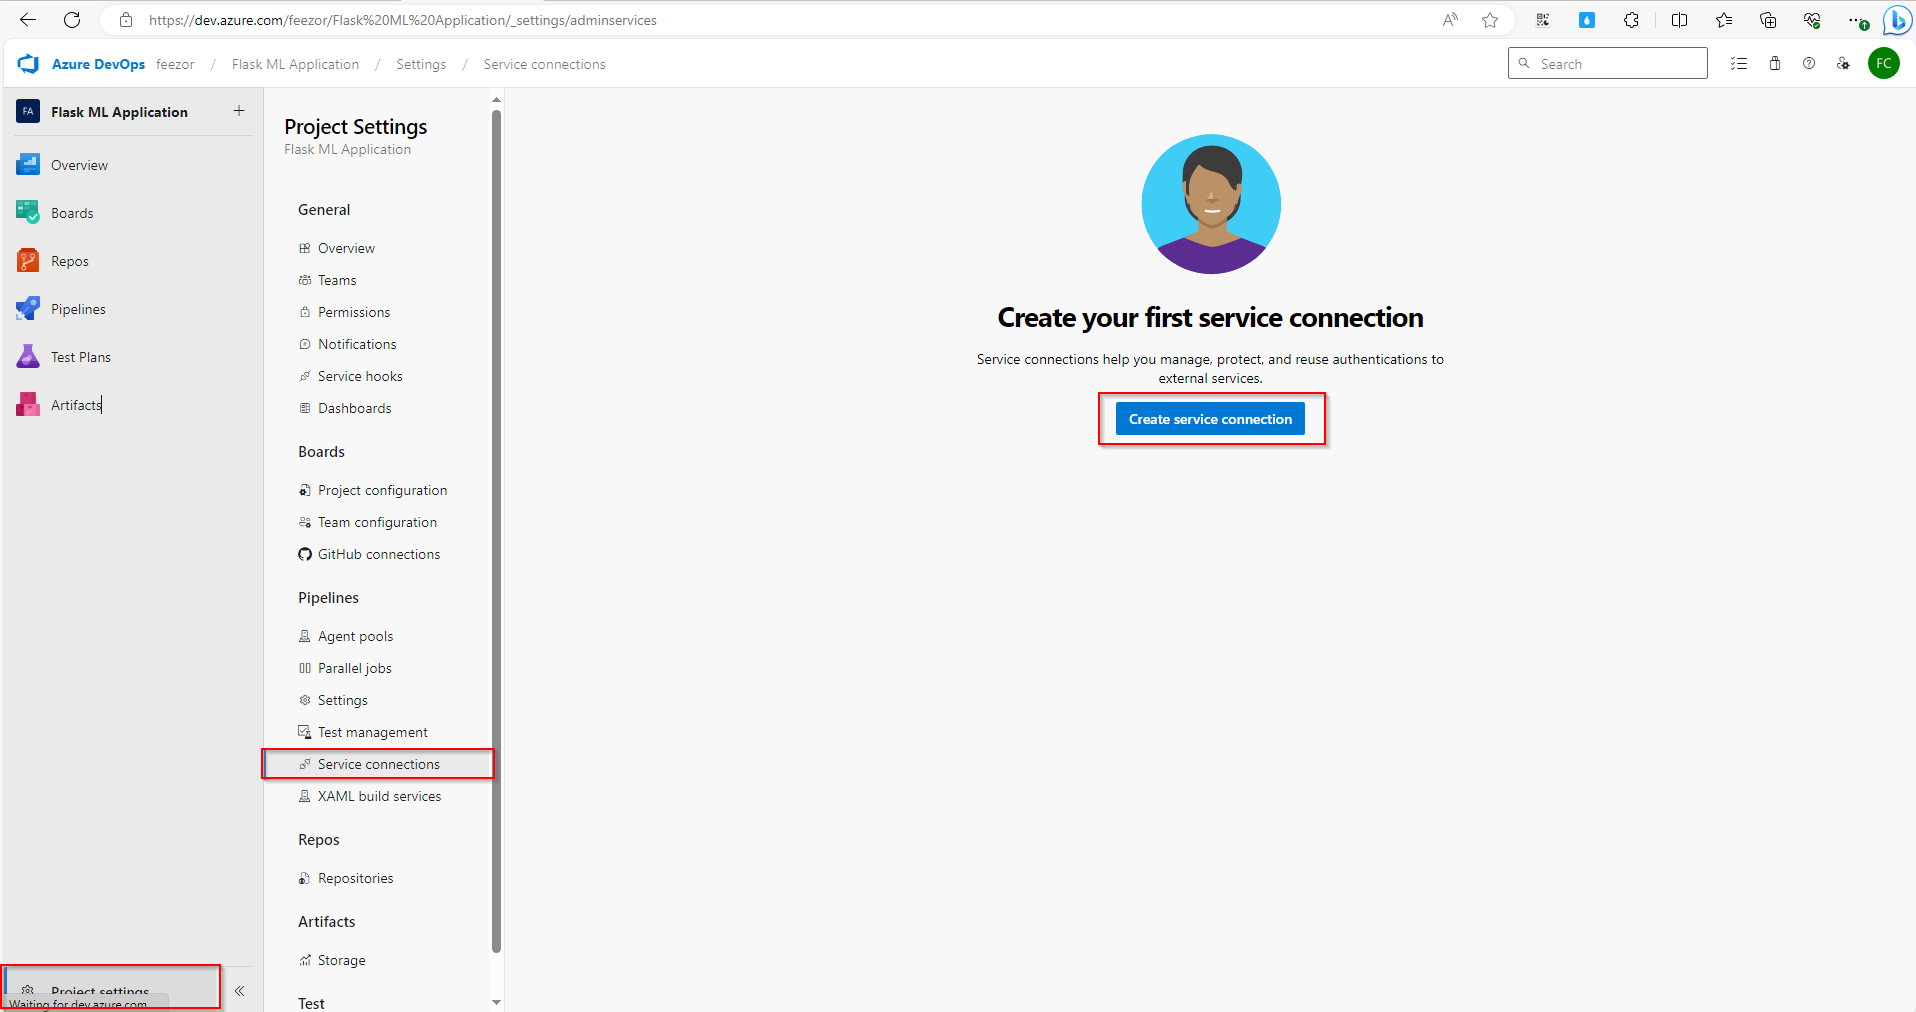 https://dev.azure.com/feezor/Flask%20ML%20Application/_settings/adminservices
Azure DevOps feezor / Flask ML Application / Settings / Service connections
Search
FC
FA Flask ML Application +
Overview
Boards
Repos
Pipelines
Test Plans
Artifacts
Project settings
Waiting for dev.azure.com...
Project Settings
Flask ML Application
General
Overview
Teams
Permissions
Notifications
Service hooks
Dashboards
Boards
Project configuration
Team configuration
GitHub connections
Pipelines
Agent pools
Parallel jobs
Settings
Test management
Service connections
XAML build services
Repos
Repositories
Artifacts
Storage
Test
Create your first service connection
Service connections help you manage, protect, and reuse authentications to
external services.
Create service connection